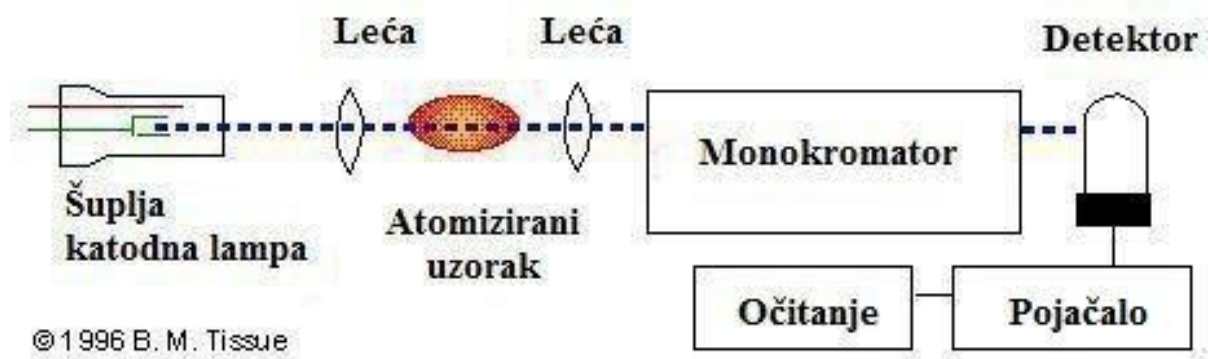 Leća
Leća
Detektor
Monokromator
Šuplja
katodna lampa
Atomizirani
uzorak
Očitanje
Pojačalo
© 1996 B. M. Tissue